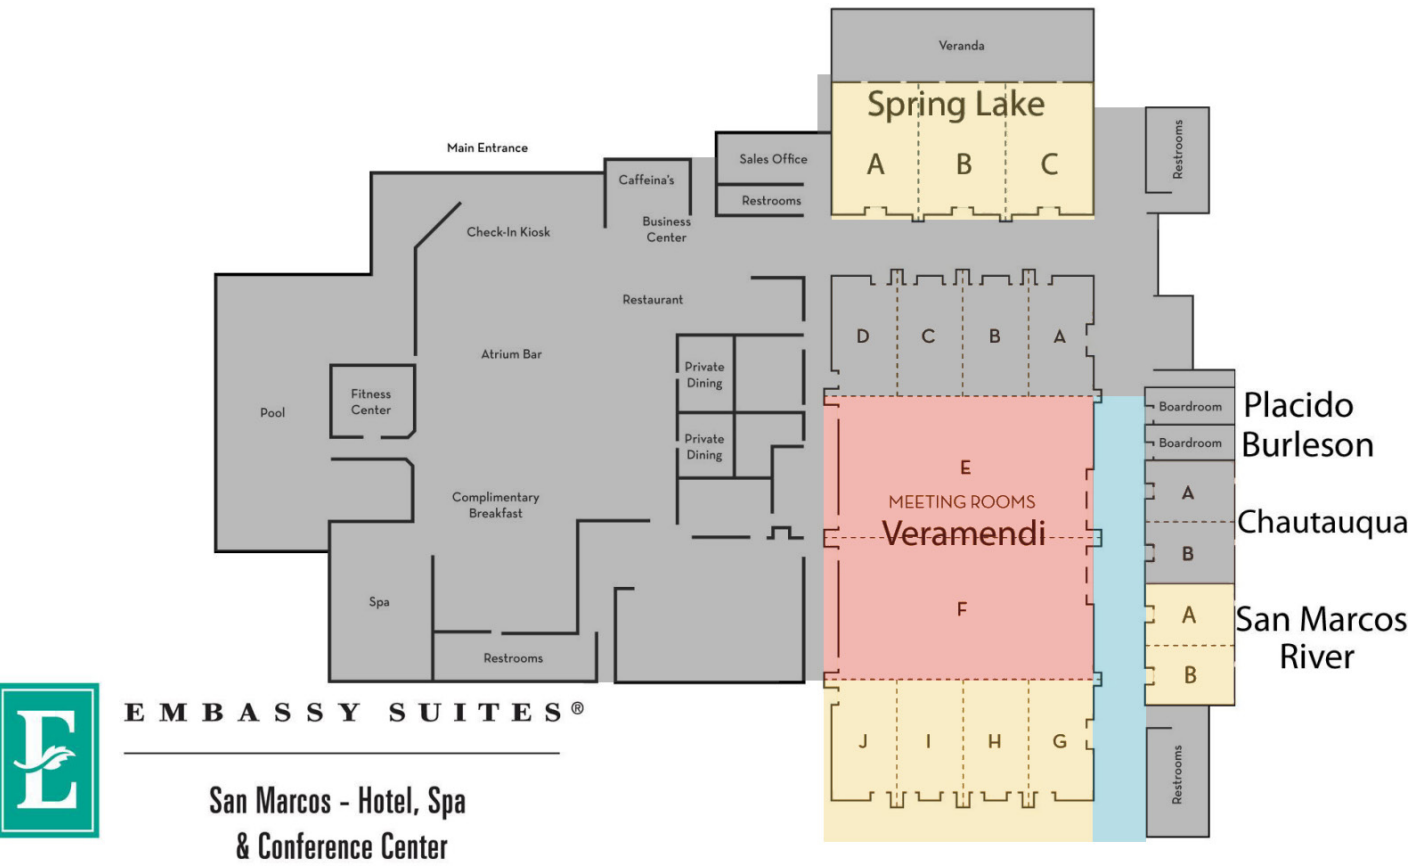 Veranda
Spring Lake
A
B
C
Restrooms
Main Entrance
Sales Office
Restrooms
Caffeina's
Business
Center
Check-In Kiosk
Restaurant
Atrium Bar
D
C
B
A
Private
Dining
Fitness
Center
Pool
Private
Dining
Boardroom
Placido
Boardroom
Burleson
E
MEETING ROOMS
Veramendi
F
A
Chautauqua
B
Complimentary
Breakfast
Spa
Restrooms
A
San Marcos
River
B
J
I
H
G
Restrooms
E
EMBASSY SUITES®
San Marcos - Hotel, Spa
& Conference Center